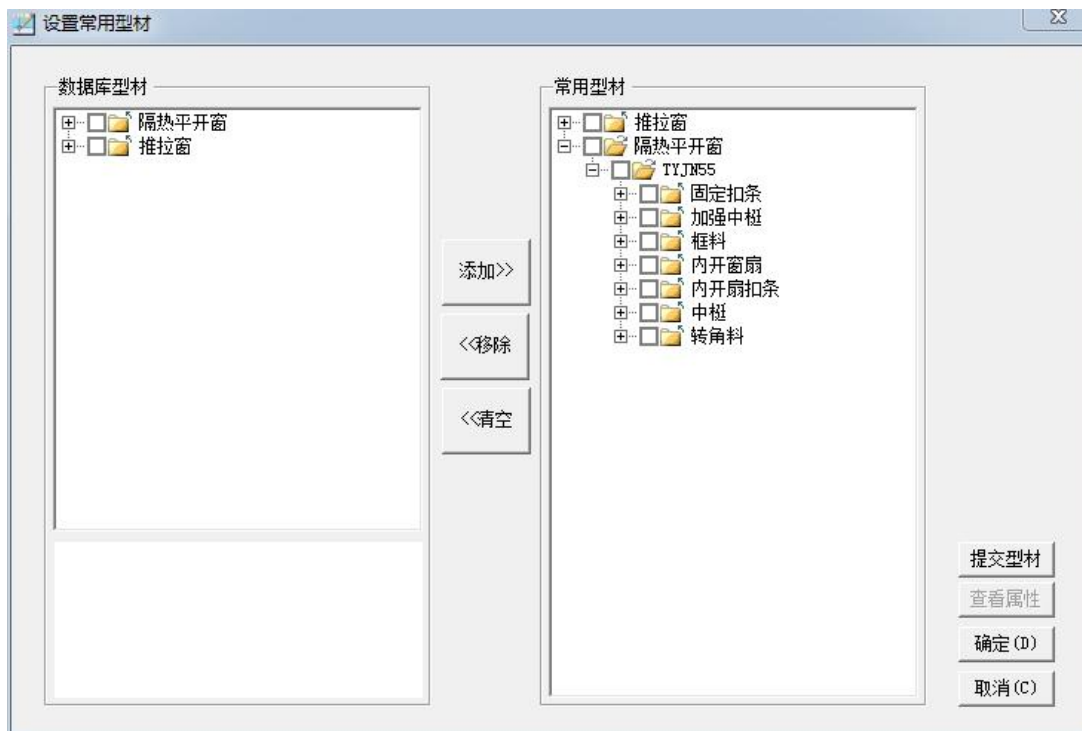 设置常用型材
数据库型材
隔热平开窗
推拉窗
添加>>
<<移除
<<清空
常用型材
推拉窗
隔热平开窗
TYJN55
固定扣条
加强中梃
框料
内开窗扇
内开扇扣条
中梃
转角料
提交型材
查看属性
确定(D)
取消(C)